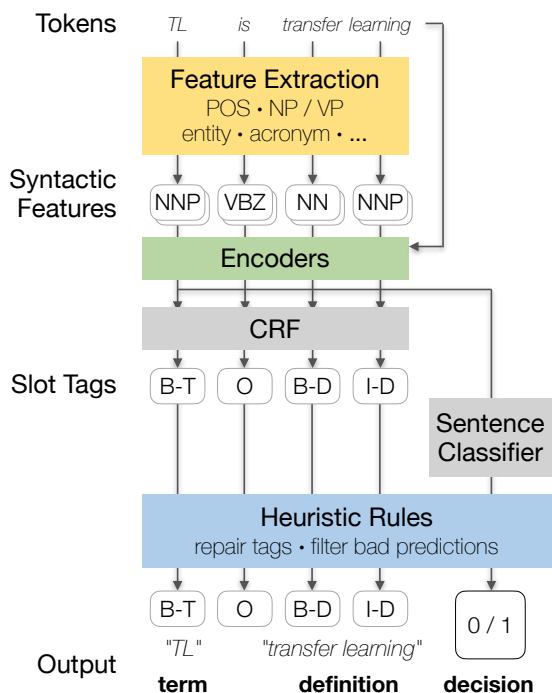 Tokens TL is transfer learning
Feature Extraction
POS • NP / VP
entity • acronym • ...
Syntactic
Features
NNP VBZ NN NNP
Encoders
CRF
Slot Tags B-T O B-D I-D
Sentence
Classifier
Heuristic Rules
repair tags • filter bad predictions
B-T O B-D I-D 0 / 1
"TL" "transfer learning"
Output
term definition decision